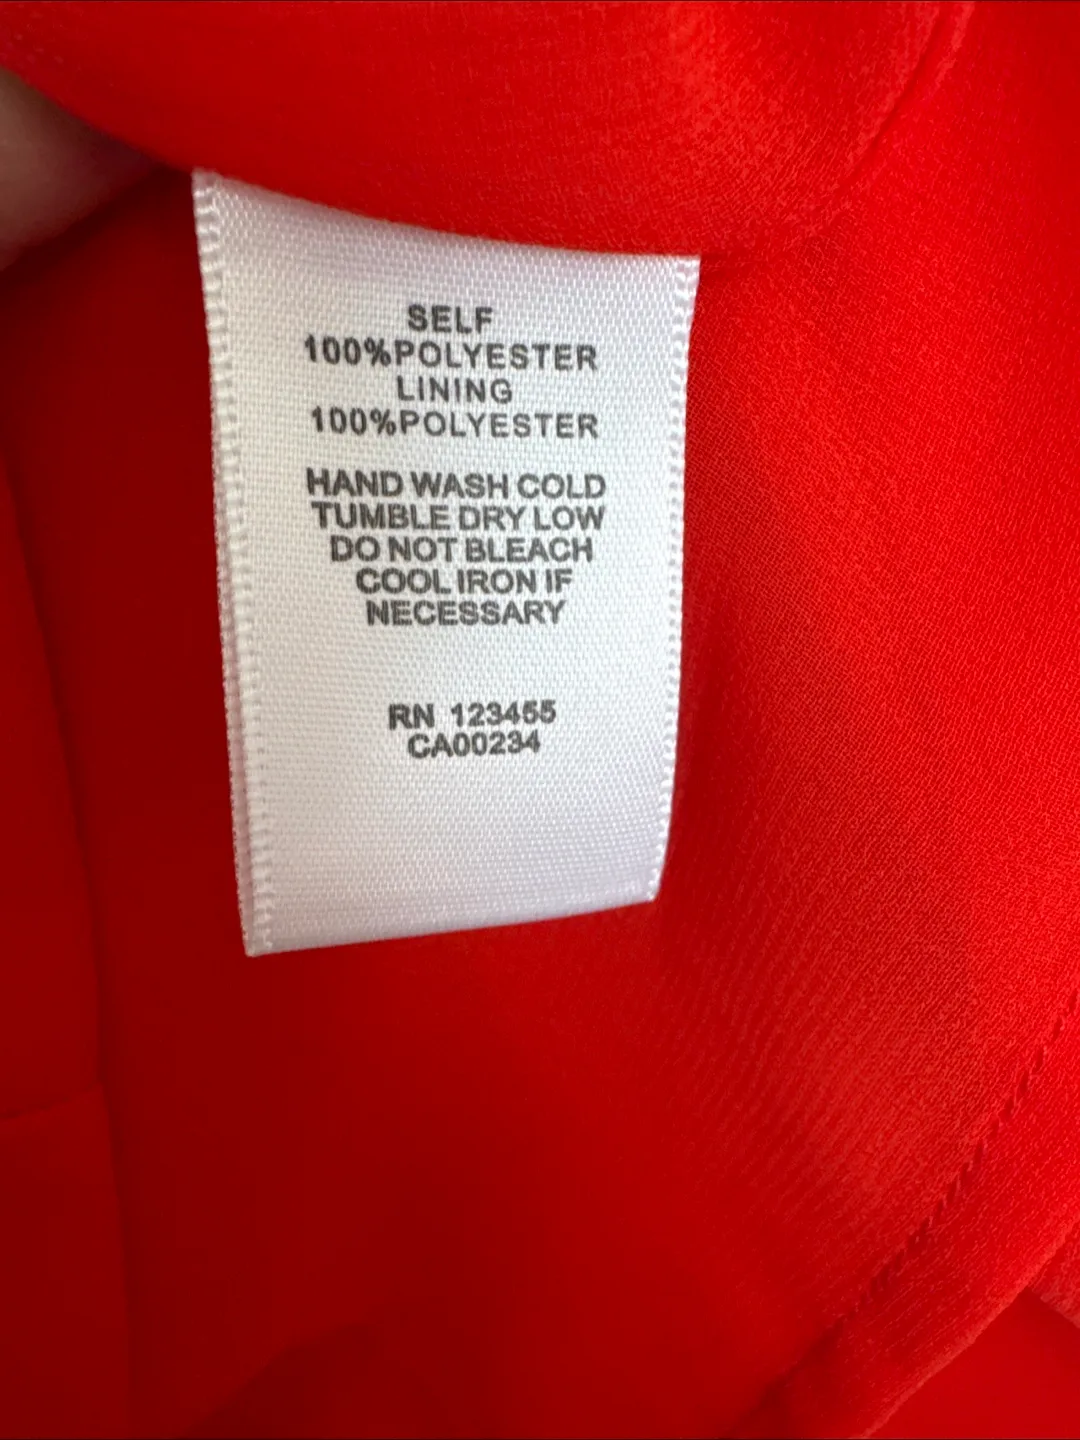 SELF
100%POLYESTER
LINING
100%POLYESTER
HAND WASH COLD
TUMBLE DRY LOW
DO NOT BLEACH
COOL IRON IF
NECESSARY
RN 123455
CA00234